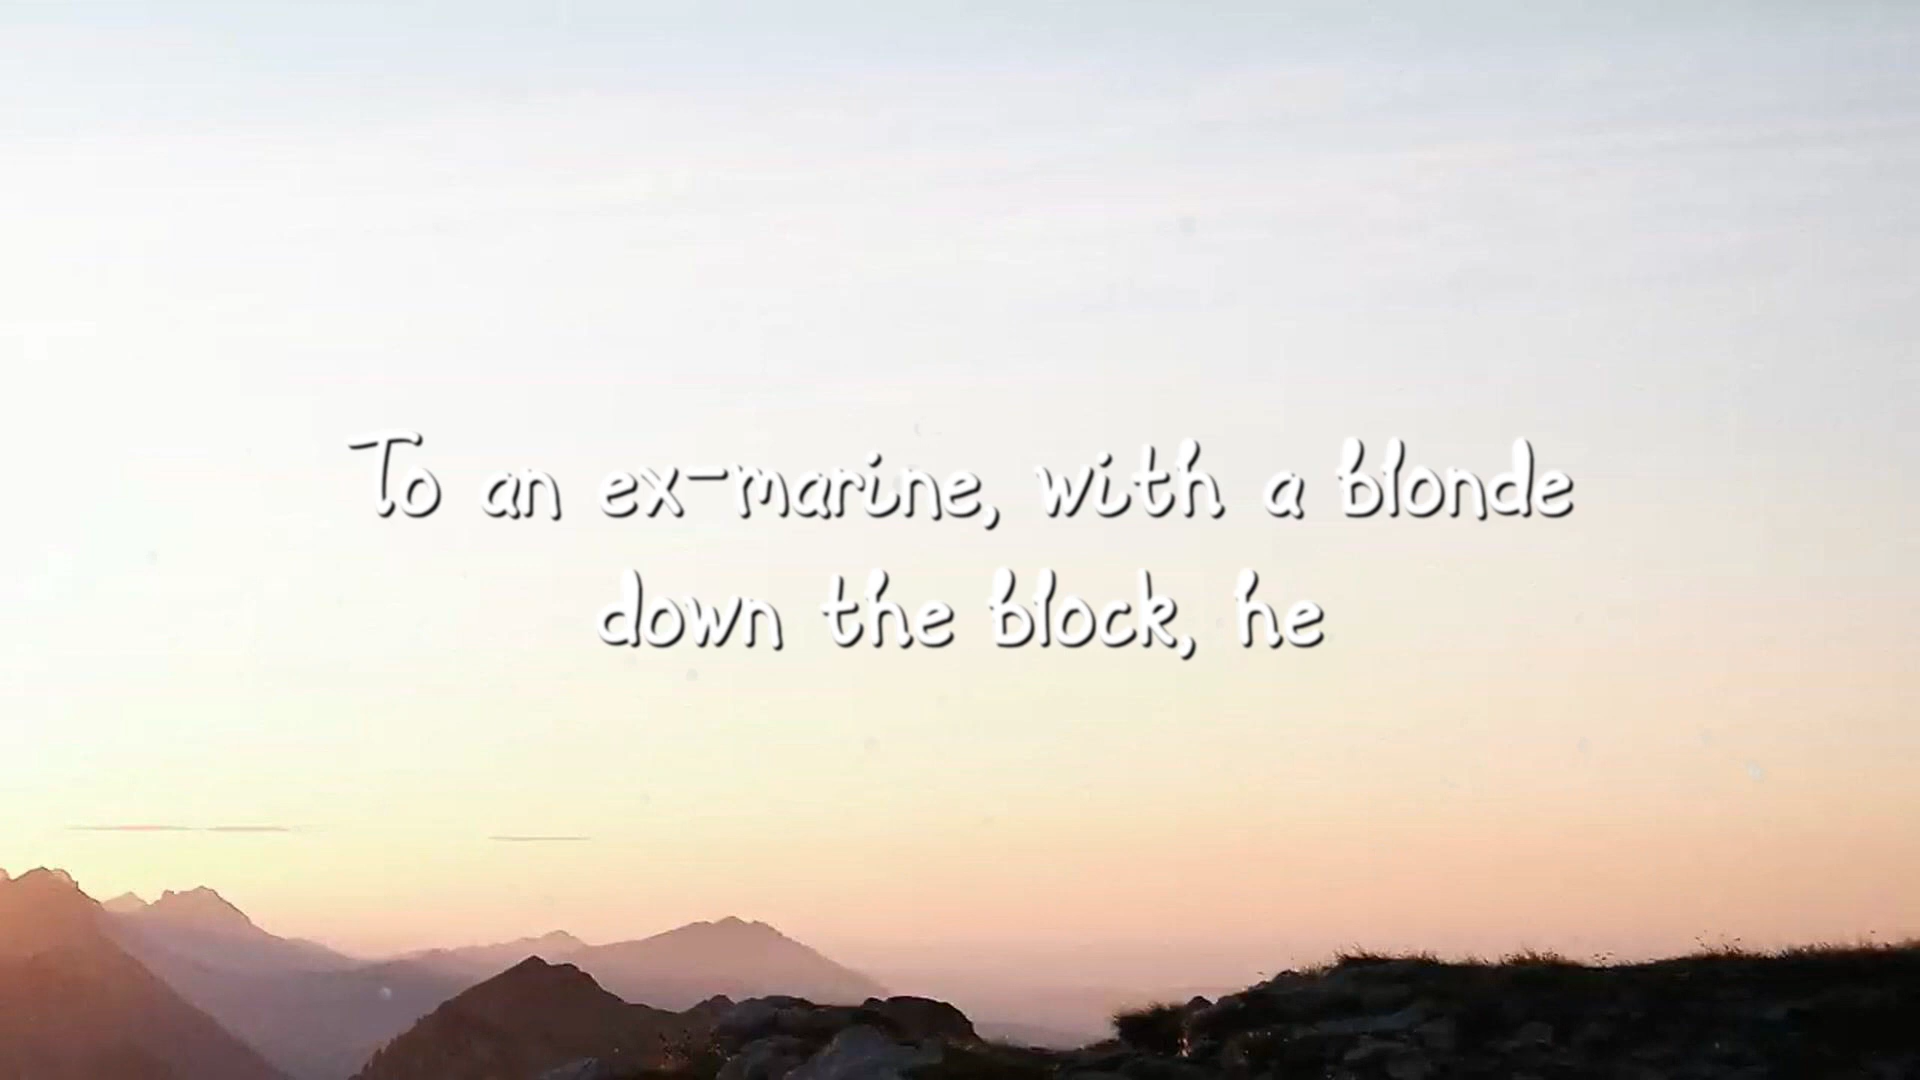 To an ex-marine, with a blonde
down the block, he